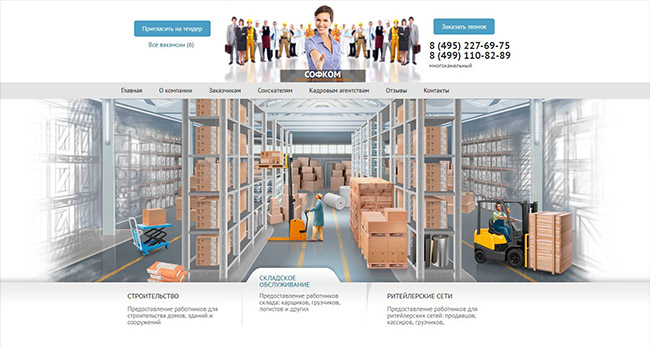 Пригласить на тендер
Все вакансии (6)
СОФКОМ
Заказать звонок
8 (495) 227-69-75
8 (499) 110-82-89
многоканальный
Главная О компании Заказчикам Соискателям Кадровым агентствам Отзывы Контакты
СТРОИТЕЛЬСТВО
Предоставление работников для
строительства домов, зданий и
сооружений
СКЛАДСКОЕ
ОБСЛУЖИВАНИЕ
Предоставление работников
склада: карщиков, грузчиков,
логистов и других
РИТЕЙЛЕРСКИЕ СЕТИ
Предоставление работников для
ритейлерских сетей: продавцов,
кассиров, грузчиков,